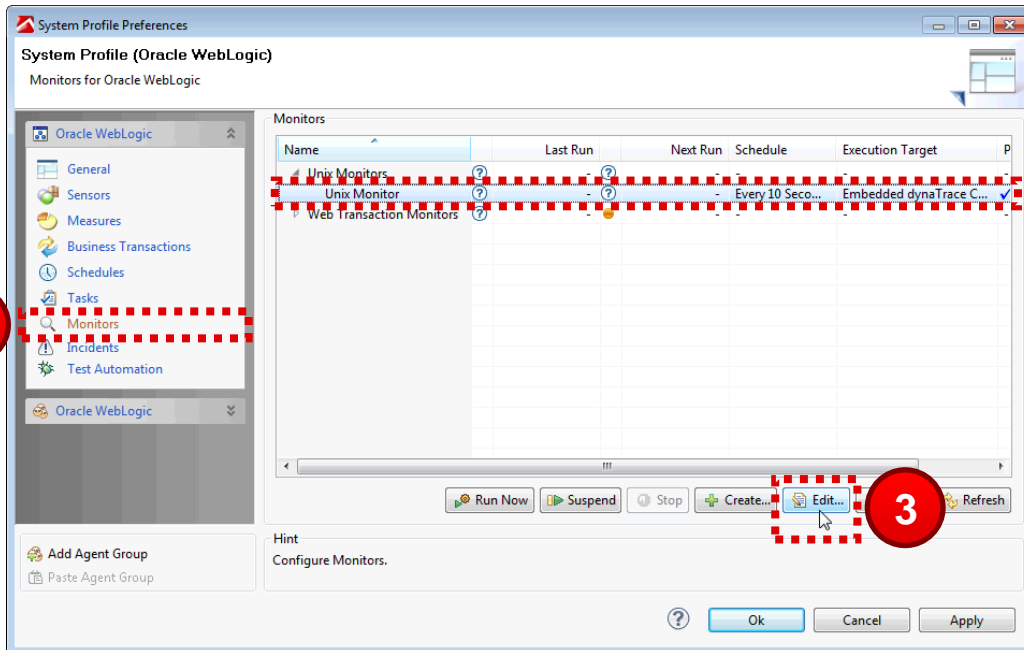 System Profile Preferences
System Profile (Oracle WebLogic)
Monitors for Oracle WebLogic
Oracle WebLogic
General
Sensors
Measures
Business Transactions
Schedules
Tasks
Monitors
Incidents
Test Automation
Oracle WebLogic
Add Agent Group
Paste Agent Group
Monitors
Name Last Run Next Run Schedule Execution Target P
Unix Monitors - - - -
Unix Monitor - - Every 10 Seco... Embedded dynaTrace C...
Web Transaction Monitors - - - -
Run Now Suspend Stop Create... Edit... 3 Refresh
Hint
Configure Monitors.
? Ok Cancel Apply